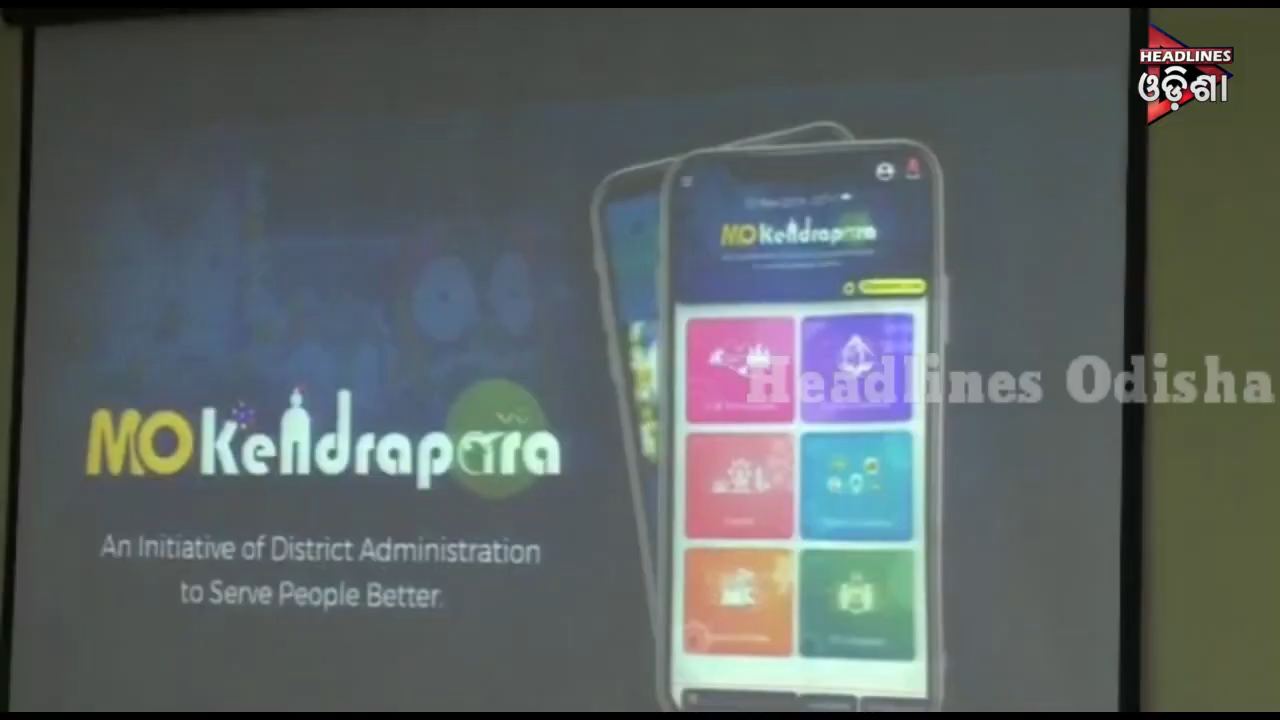 HEADLINES
ଓଡ଼ିଶା
MO Kendrapara
Headlines Odisha
MO Kendrapara
An Initiative of District Administration
to Serve People Better.